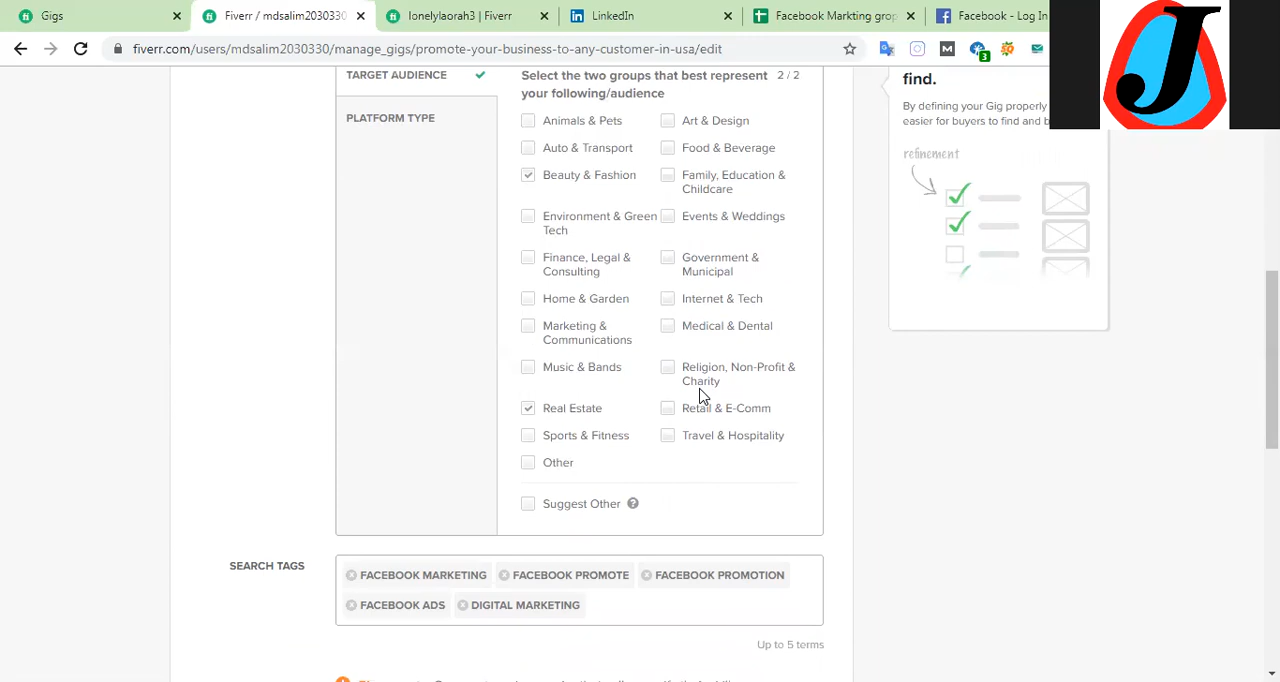 Gigs
Fiverr / mdsalim2030330/
lonelylaorah3 | Fiverr
LinkedIn
Facebook Markting grop
Facebook - Log In
fiverr.com/users/mdsalim2030330/manage_gigs/promote-your-business-to-any-customer-in-usa/edit
M
3
J
TARGET AUDIENCE
PLATFORM TYPE
Select the two groups that best represent your following/audience
2 / 2
Animals & Pets
Art & Design
Auto & Transport
Food & Beverage
Beauty & Fashion
Family, Education &
Childcare
Environment & Green
Tech
Events & Weddings
Finance, Legal &
Consulting
Government &
Municipal
Home & Garden
Internet & Tech
Marketing &
Communications
Medical & Dental
Music & Bands
Religion, Non-Profit &
Charity
Real Estate
Retail & E-Comm
Sports & Fitness
Travel & Hospitality
Other
Suggest Other
?
find.
By defining your Gig properly
easier for buyers to find and b
refinement
SEARCH TAGS
FACEBOOK MARKETING
FACEBOOK PROMOTE
FACEBOOK PROMOTION
FACEBOOK ADS
DIGITAL MARKETING
Up to 5 terms